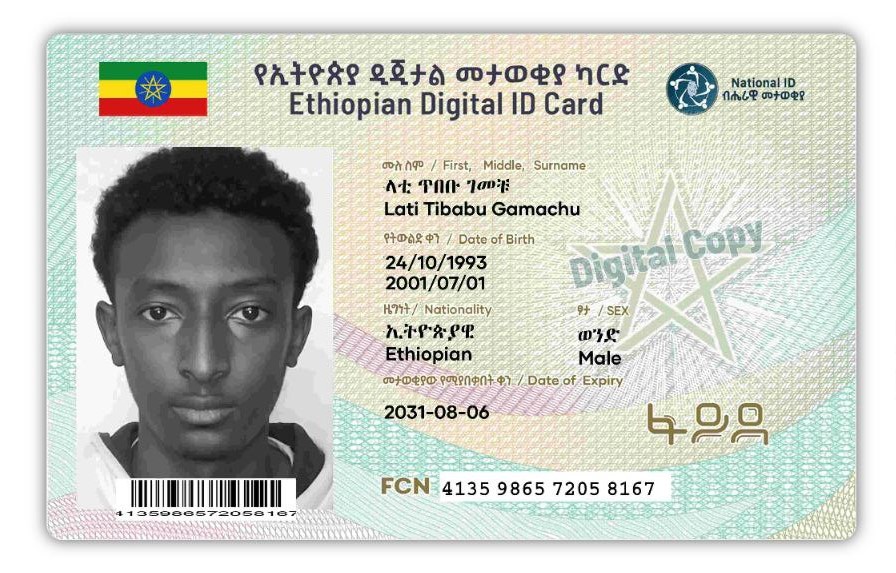 የኢትዮጵያ ዲጂታል መታወቂያ ካርድ
Ethiopian Digital ID Card
National ID
ብሔራዊ መታወቂያ
ሙሉ ስም / First, Middle, Surname
ላቲ ጥበቡ ገመቹ
Lati Tibabu Gamachu
የትውልድ ቀን / Date of Birth
24/10/1993
2001/07/01
ዜግነት / Nationality
ኢትዮጵያዊ
Ethiopian
ፆታ / SEX
ወንድ
Male
Digital Copy
መታወቂያው የሚያበቃበት ቀን / Date of Expiry
2031-08-06
ፋይዳ
FCN 4135 9865 7205 8167
4135986572058167